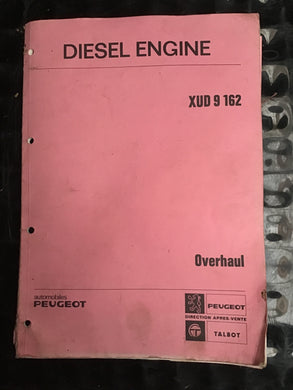 DIESEL ENGINE
XUD 9 162
Overhaul
automobiles
PEUGEOT
PEUGEOT
DIRECTION APRES-VENTE
TALBOT